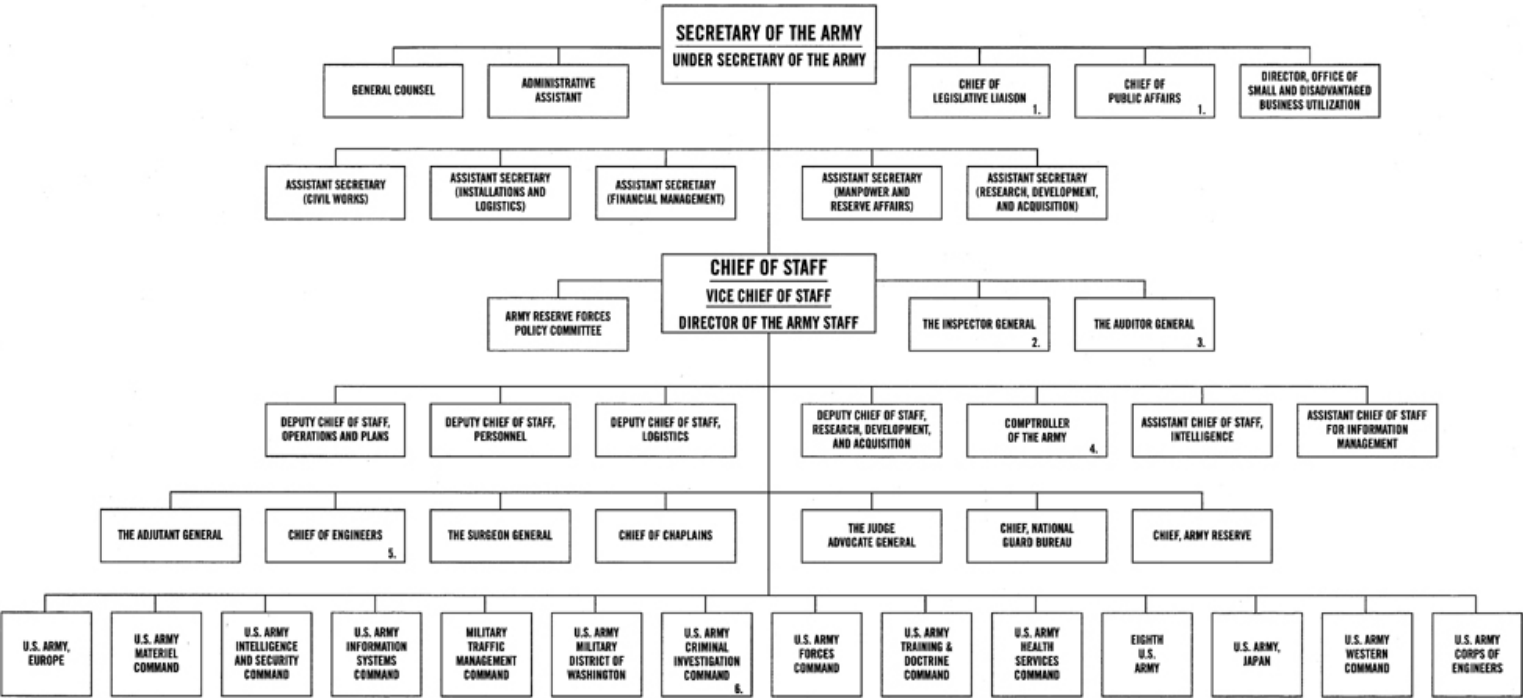 SECRETARY OF THE ARMY
UNDER SECRETARY OF THE ARMY
GENERAL COUNSEL
ADMINISTRATIVE
ASSISTANT
CHIEF OF
LEGISLATIVE LIAISON
1.
CHIEF OF
PUBLIC AFFAIRS
1.
DIRECTOR, OFFICE OF
SMALL AND DISADVANTAGED
BUSINESS UTILIZATION
ASSISTANT SECRETARY
(CIVIL WORKS)
ASSISTANT SECRETARY
(INSTALLATIONS AND
LOGISTICS)
ASSISTANT SECRETARY
(FINANCIAL MANAGEMENT)
ASSISTANT SECRETARY
(MANPOWER AND
RESERVE AFFAIRS)
ASSISTANT SECRETARY
(RESEARCH, DEVELOPMENT,
AND ACQUISITION)
CHIEF OF STAFF
VICE CHIEF OF STAFF
DIRECTOR OF THE ARMY STAFF
ARMY RESERVE FORCES
POLICY COMMITTEE
THE INSPECTOR GENERAL
2.
THE AUDITOR GENERAL
3.
DEPUTY CHIEF OF STAFF,
OPERATIONS AND PLANS
DEPUTY CHIEF OF STAFF,
PERSONNEL
DEPUTY CHIEF OF STAFF,
LOGISTICS
DEPUTY CHIEF OF STAFF,
RESEARCH, DEVELOPMENT,
AND ACQUISITION
COMPTROLLER
OF THE ARMY
4.
ASSISTANT CHIEF OF STAFF,
INTELLIGENCE
ASSISTANT CHIEF OF STAFF
FOR INFORMATION
MANAGEMENT
THE ADJUTANT GENERAL
CHIEF OF ENGINEERS
5.
THE SURGEON GENERAL
CHIEF OF CHAPLAINS
THE JUDGE
ADVOCATE GENERAL
CHIEF, NATIONAL
GUARD BUREAU
CHIEF, ARMY RESERVE
U.S. ARMY,
EUROPE
U.S. ARMY
MATERIEL
COMMAND
U.S. ARMY
INTELLIGENCE
AND SECURITY
COMMAND
U.S. ARMY
INFORMATION
SYSTEMS
COMMAND
MILITARY
TRAFFIC
MANAGEMENT
COMMAND
U.S. ARMY
MILITARY
DISTRICT OF
WASHINGTON
U.S. ARMY
CRIMINAL
INVESTIGATION
COMMAND
6.
U.S. ARMY
FORCES
COMMAND
U.S. ARMY
TRAINING &
DOCTRINE
COMMAND
U.S. ARMY
HEALTH
SERVICES
COMMAND
EIGHTH
U.S.
ARMY
U.S. ARMY,
JAPAN
U.S. ARMY
WESTERN
COMMAND
U.S. ARMY
CORPS OF
ENGINEERS